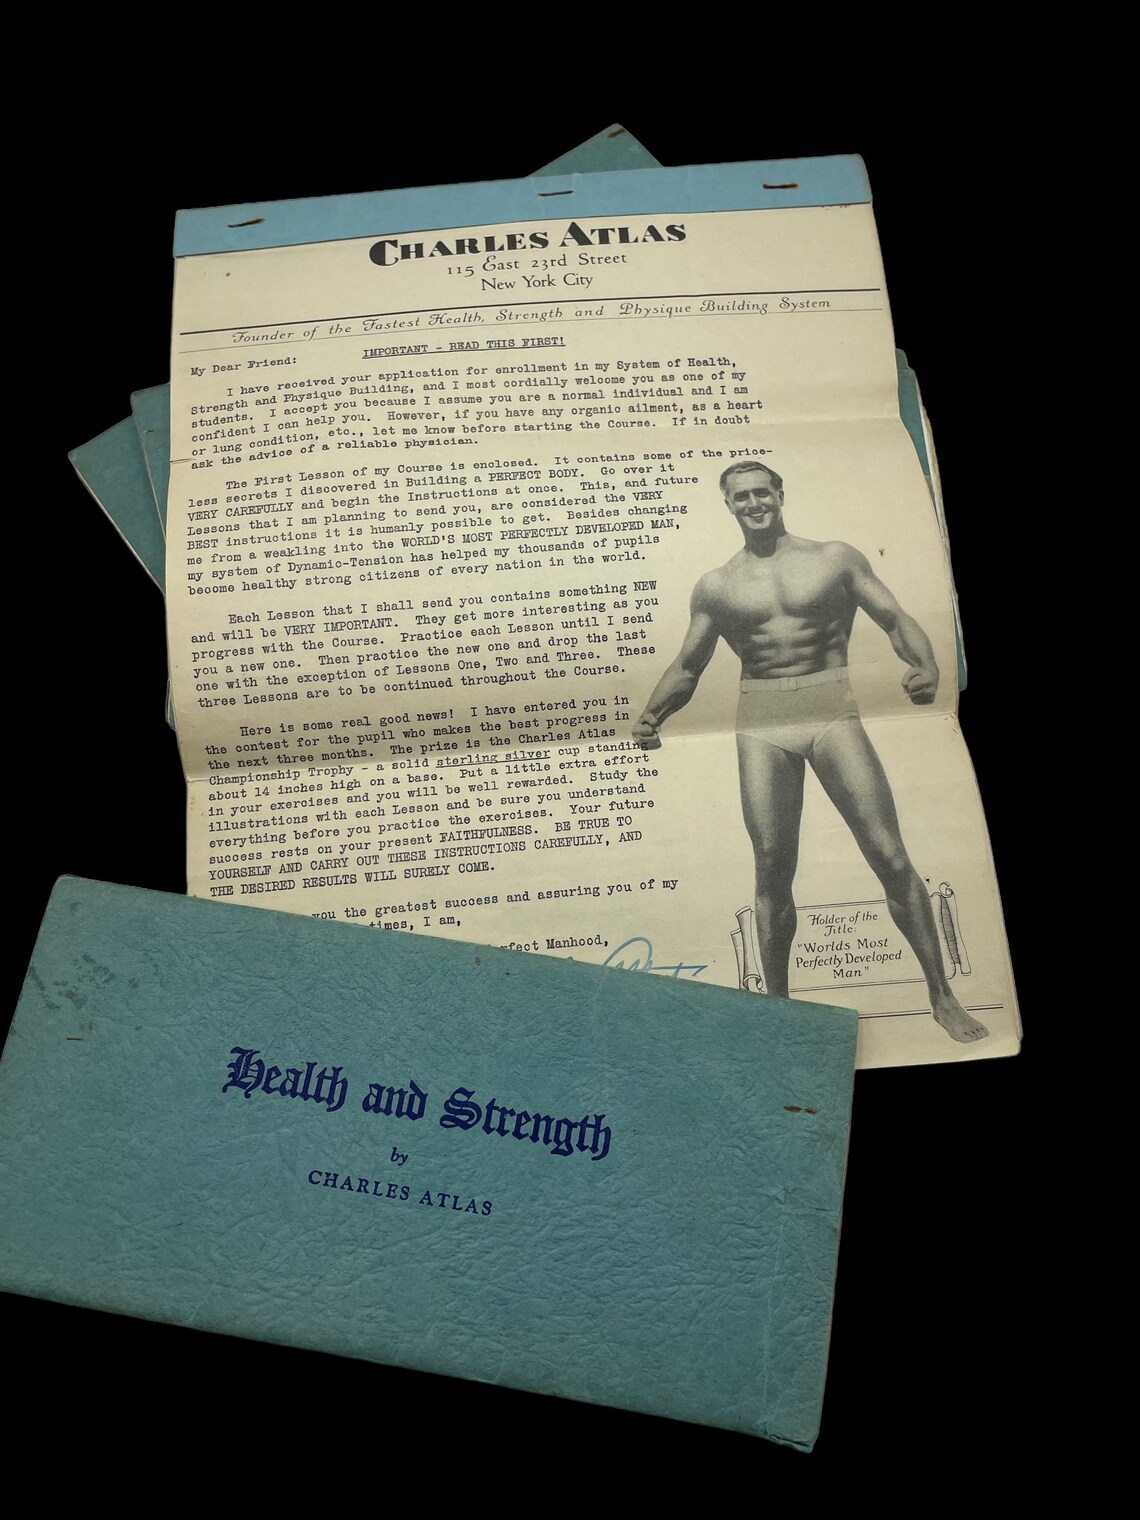 CHARLES ATLAS
115 East 23rd Street
New York City
Founder of the Fastest Health, Strength and Physique Building System
IMPORTANT - READ THIS FIRST!
My Dear Friend:
I have received your application for enrollment in my System of Health,
Strength and Physique Building, and I most cordially welcome you as one of my
students. I accept you because I assume you are a normal individual and I am
confident I can help you. However, if you have any organic ailment, as a heart
or lung condition, etc., let me know before starting the Course. If in doubt
ask the advice of a reliable physician.
The First Lesson of my Course is enclosed. It contains some of the price-
less secrets I discovered in Building a PERFECT BODY. Go over it
VERY CAREFULLY and begin the Instructions at once. This, and future
Lessons that I am planning to send you, are considered the VERY
BEST instructions it is humanly possible to get. Besides changing
me from a weakling into the WORLD'S MOST PERFECTLY DEVELOPED MAN,
my system of Dynamic-Tension has helped my thousands of pupils
become healthy strong citizens of every nation in the world.
Each Lesson that I shall send you contains something NEW
and will be VERY IMPORTANT. They get more interesting as you
progress with the Course. Practice each Lesson until I send
you a new one. Then practice the new one and drop the last
one with the exception of Lessons One, Two and Three. These
three Lessons are to be continued throughout the Course.
Here is some real good news! I have entered you in
the contest for the pupil who makes the best progress in
the next three months. The prize is the Charles Atlas
Championship Trophy - a solid sterling silver cup standing
about 14 inches high on a base. Put a little extra effort
in your exercises and you will be well rewarded. Study the
illustrations with each Lesson and be sure you understand
everything before you practice the exercises. Your future
success rests on your present FAITHFULNESS. BE TRUE TO
YOURSELF AND CARRY OUT THESE INSTRUCTIONS CAREFULLY, AND
THE DESIRED RESULTS WILL SURELY COME.
you the greatest success and assuring you of my
times, I am,
Manhood,
Holder of the
Title:
"Worlds Most
Perfectly Developed
Man"
Health and Strength
by
CHARLES ATLAS